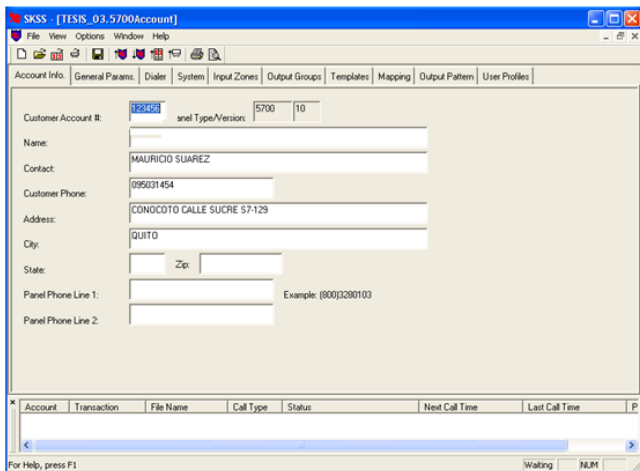 SKSS - [TESIS_03.5700Account]
File View Options Window Help
Account Info. General Params. Dialer System Input Zones Output Groups Templates Mapping Output Pattern User Profiles
Customer Account #: 123456 anel Type/Version: 5700 10
Name:
Contact: MAURICIO SUAREZ
Customer Phone: 095031454
Address: CONOCOTO CALLE SUCRE S7-129
City: QUITO
State: Zip:
Panel Phone Line 1: Example: (800)3280103
Panel Phone Line 2:
Account Transaction File Name Call Type Status Next Call Time Last Call Time P
For Help, press F1 Waiting NUM